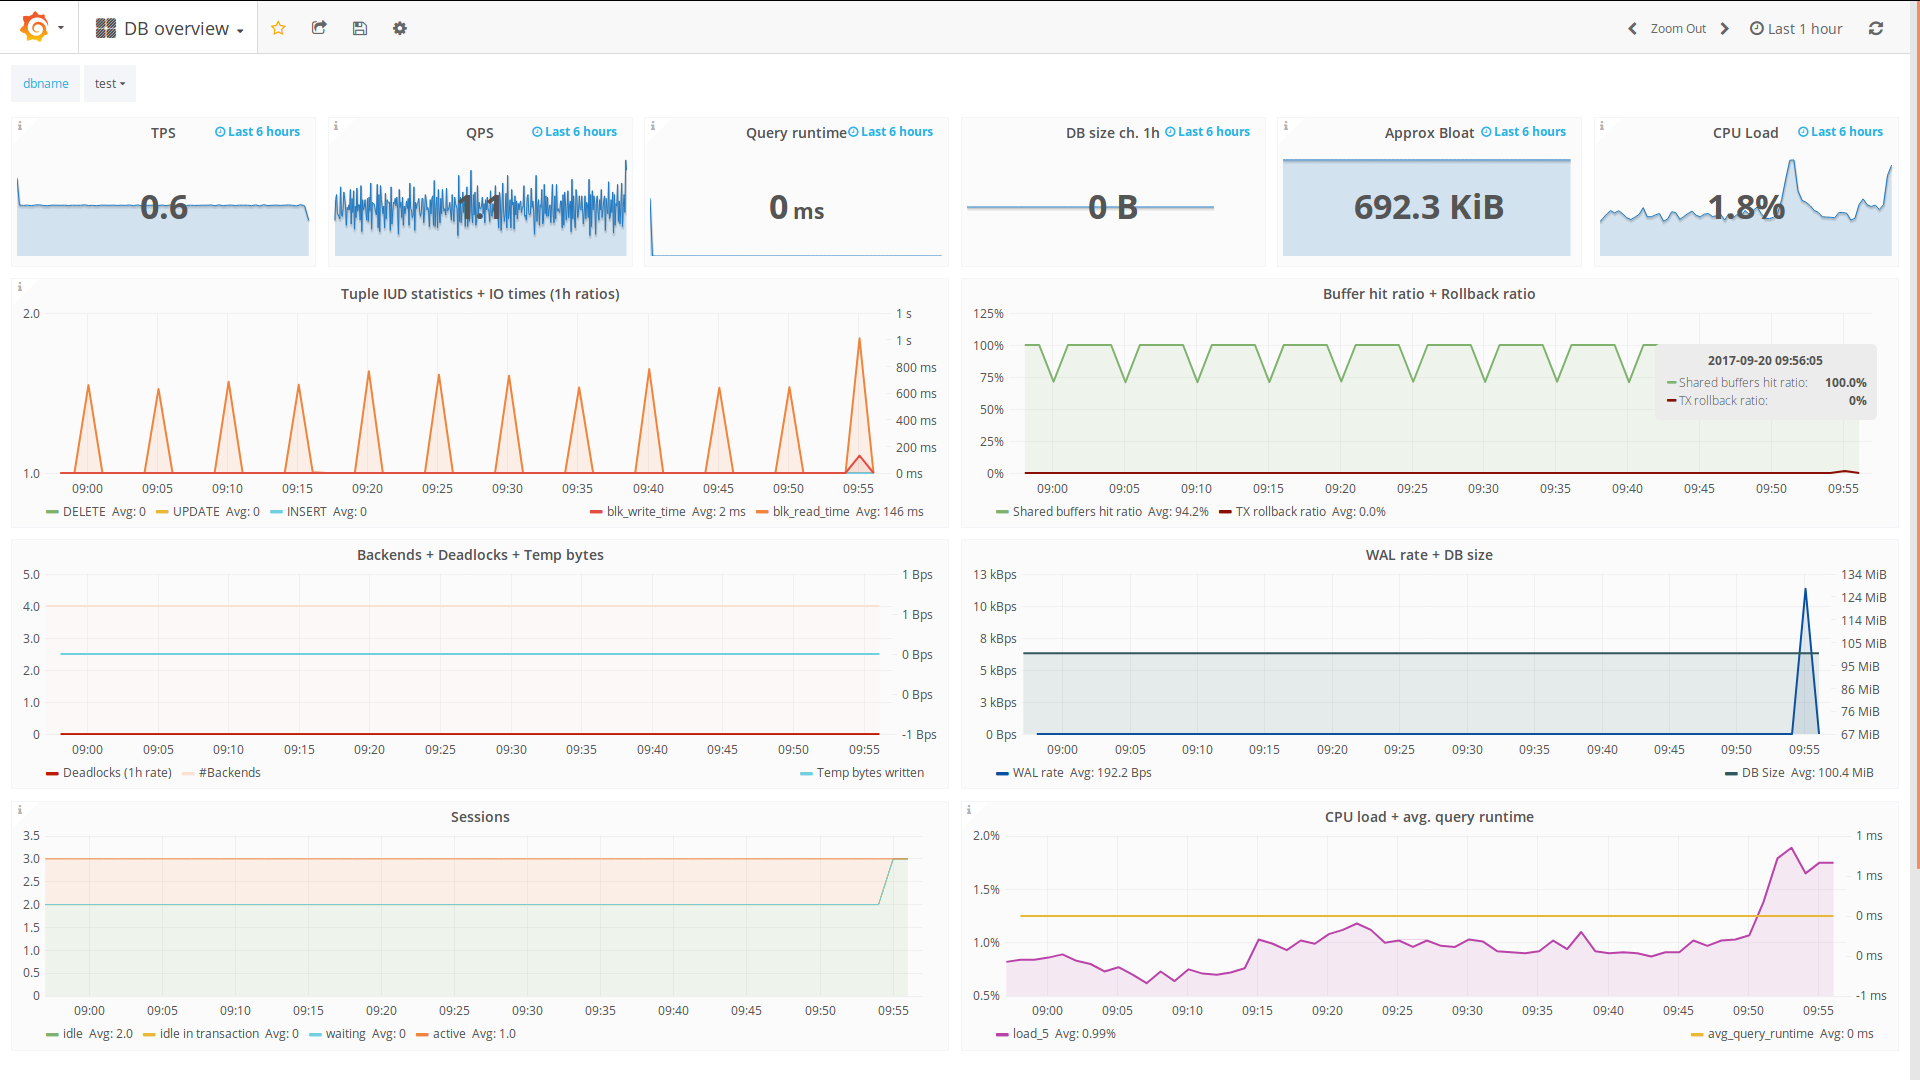 DB overview
Zoom Out
Last 1 hour
dbname test
TPS Last 6 hours
0.6
QPS Last 6 hours
1.1
Query runtime Last 6 hours
0 ms
DB size ch. 1h Last 6 hours
0 B
Approx Bloat Last 6 hours
692.3 KiB
CPU Load Last 6 hours
1.8%
Tuple IUD statistics + IO times (1h ratios)
2.0
1.0
1 s
1 s
800 ms
600 ms
400 ms
200 ms
0 ms
09:00 09:05 09:10 09:15 09:20 09:25 09:30 09:35 09:40 09:45 09:50 09:55
DELETE Avg: 0 UPDATE Avg: 0 INSERT Avg: 0 blk_write_time Avg: 2 ms blk_read_time Avg: 146 ms
Buffer hit ratio + Rollback ratio
125%
100%
75%
50%
25%
0%
2017-09-20 09:56:05
Shared buffers hit ratio: 100.0%
TX rollback ratio: 0%
09:00 09:05 09:10 09:15 09:20 09:25 09:30 09:35 09:40 09:45 09:50 09:55
Shared buffers hit ratio Avg: 94.2% TX rollback ratio Avg: 0.0%
Backends + Deadlocks + Temp bytes
5.0
4.0
3.0
2.0
1.0
0
1 Bps
1 Bps
0 Bps
0 Bps
-1 Bps
09:00 09:05 09:10 09:15 09:20 09:25 09:30 09:35 09:40 09:45 09:50 09:55
Deadlocks (1h rate) #Backends Temp bytes written
WAL rate + DB size
13 kBps
10 kBps
8 kBps
5 kBps
3 kBps
0 Bps
134 MiB
124 MiB
114 MiB
105 MiB
95 MiB
86 MiB
76 MiB
67 MiB
09:00 09:05 09:10 09:15 09:20 09:25 09:30 09:35 09:40 09:45 09:50 09:55
WAL rate Avg: 192.2 Bps DB Size Avg: 100.4 MiB
Sessions
3.5
3.0
2.5
2.0
1.5
1.0
0.5
0
09:00 09:05 09:10 09:15 09:20 09:25 09:30 09:35 09:40 09:45 09:50 09:55
idle Avg: 2.0 idle in transaction Avg: 0 waiting Avg: 0 active Avg: 1.0
CPU load + avg. query runtime
2.0%
1.5%
1.0%
0.5%
1 ms
1 ms
0 ms
0 ms
-1 ms
09:00 09:05 09:10 09:15 09:20 09:25 09:30 09:35 09:40 09:45 09:50 09:55
load_5 Avg: 0.99% avg_query_runtime Avg: 0 ms